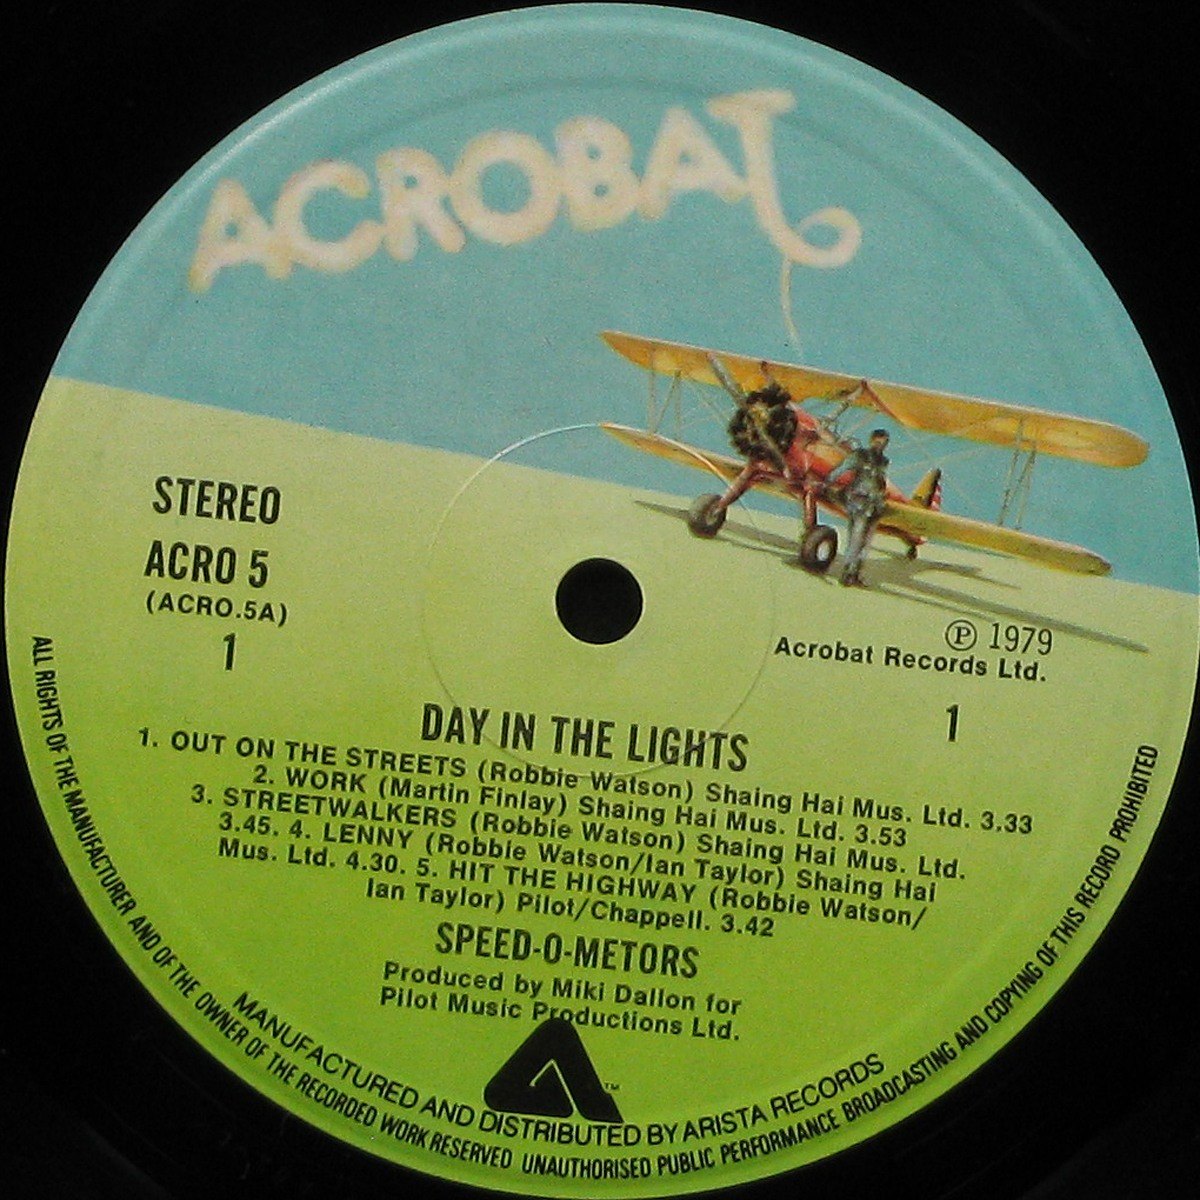 ACROBAT
STEREO
ACRO 5
(ACRO.5A)
1
℗ 1979
Acrobat Records Ltd.
1
DAY IN THE LIGHTS
1. OUT ON THE STREETS (Robbie Watson) Shaing Hai Mus. Ltd. 3.33
2. WORK (Martin Finlay) Shaing Hai Mus. Ltd. 3.53
3. STREETWALKERS (Robbie Watson) Shaing Hai Mus. Ltd.
3.45. 4. LENNY (Robbie Watson/Ian Taylor) Shaing Hai
Mus. Ltd. 4.30. 5. HIT THE HIGHWAY (Robbie Watson/
Ian Taylor) Pilot/Chappell. 3.42
SPEED-O-METORS
Produced by Miki Dallon for
Pilot Music Productions Ltd.
TM
MANUFACTURED AND DISTRIBUTED BY ARISTA RECORDS
ALL RIGHTS OF THE MANUFACTURER AND OF THE OWNER OF THE RECORDED WORK RESERVED UNAUTHORISED PUBLIC PERFORMANCE BROADCASTING AND COPYING OF THIS RECORD PROHIBITED